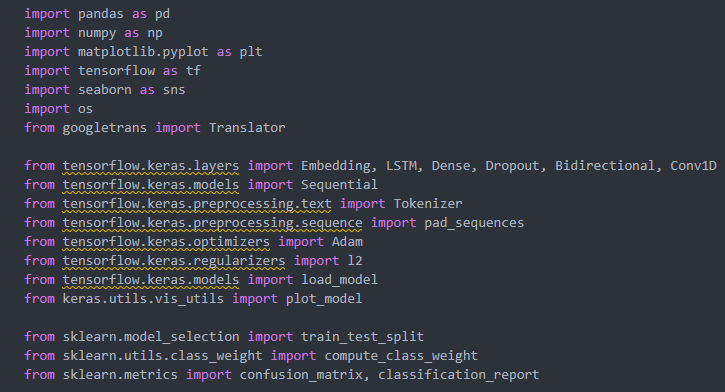 import pandas as pd
import numpy as np
import matplotlib.pyplot as plt
import tensorflow as tf
import seaborn as sns
import os
from googletrans import Translator
from tensorflow.keras.layers import Embedding, LSTM, Dense, Dropout, Bidirectional, Conv1D
from tensorflow.keras.models import Sequential
from tensorflow.keras.preprocessing.text import Tokenizer
from tensorflow.keras.preprocessing.sequence import pad_sequences
from tensorflow.keras.optimizers import Adam
from tensorflow.keras.regularizers import l2
from tensorflow.keras.models import load_model
from keras.utils.vis_utils import plot_model
from sklearn.model_selection import train_test_split
from sklearn.utils.class_weight import compute_class_weight
from sklearn.metrics import confusion_matrix, classification_report